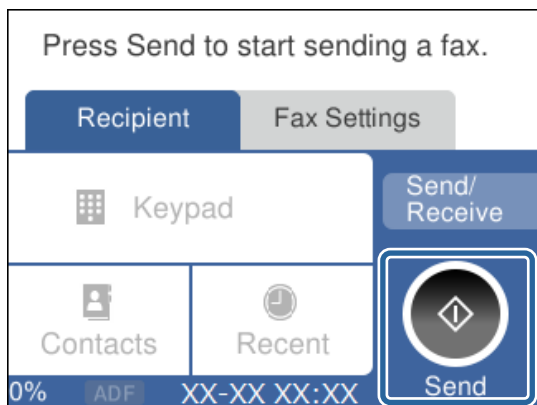 Press Send to start sending a fax.
Recipient
Fax Settings
Keypad
Send/
Receive
Contacts
Recent
Send
0%
ADF
XX-XX XX:XX